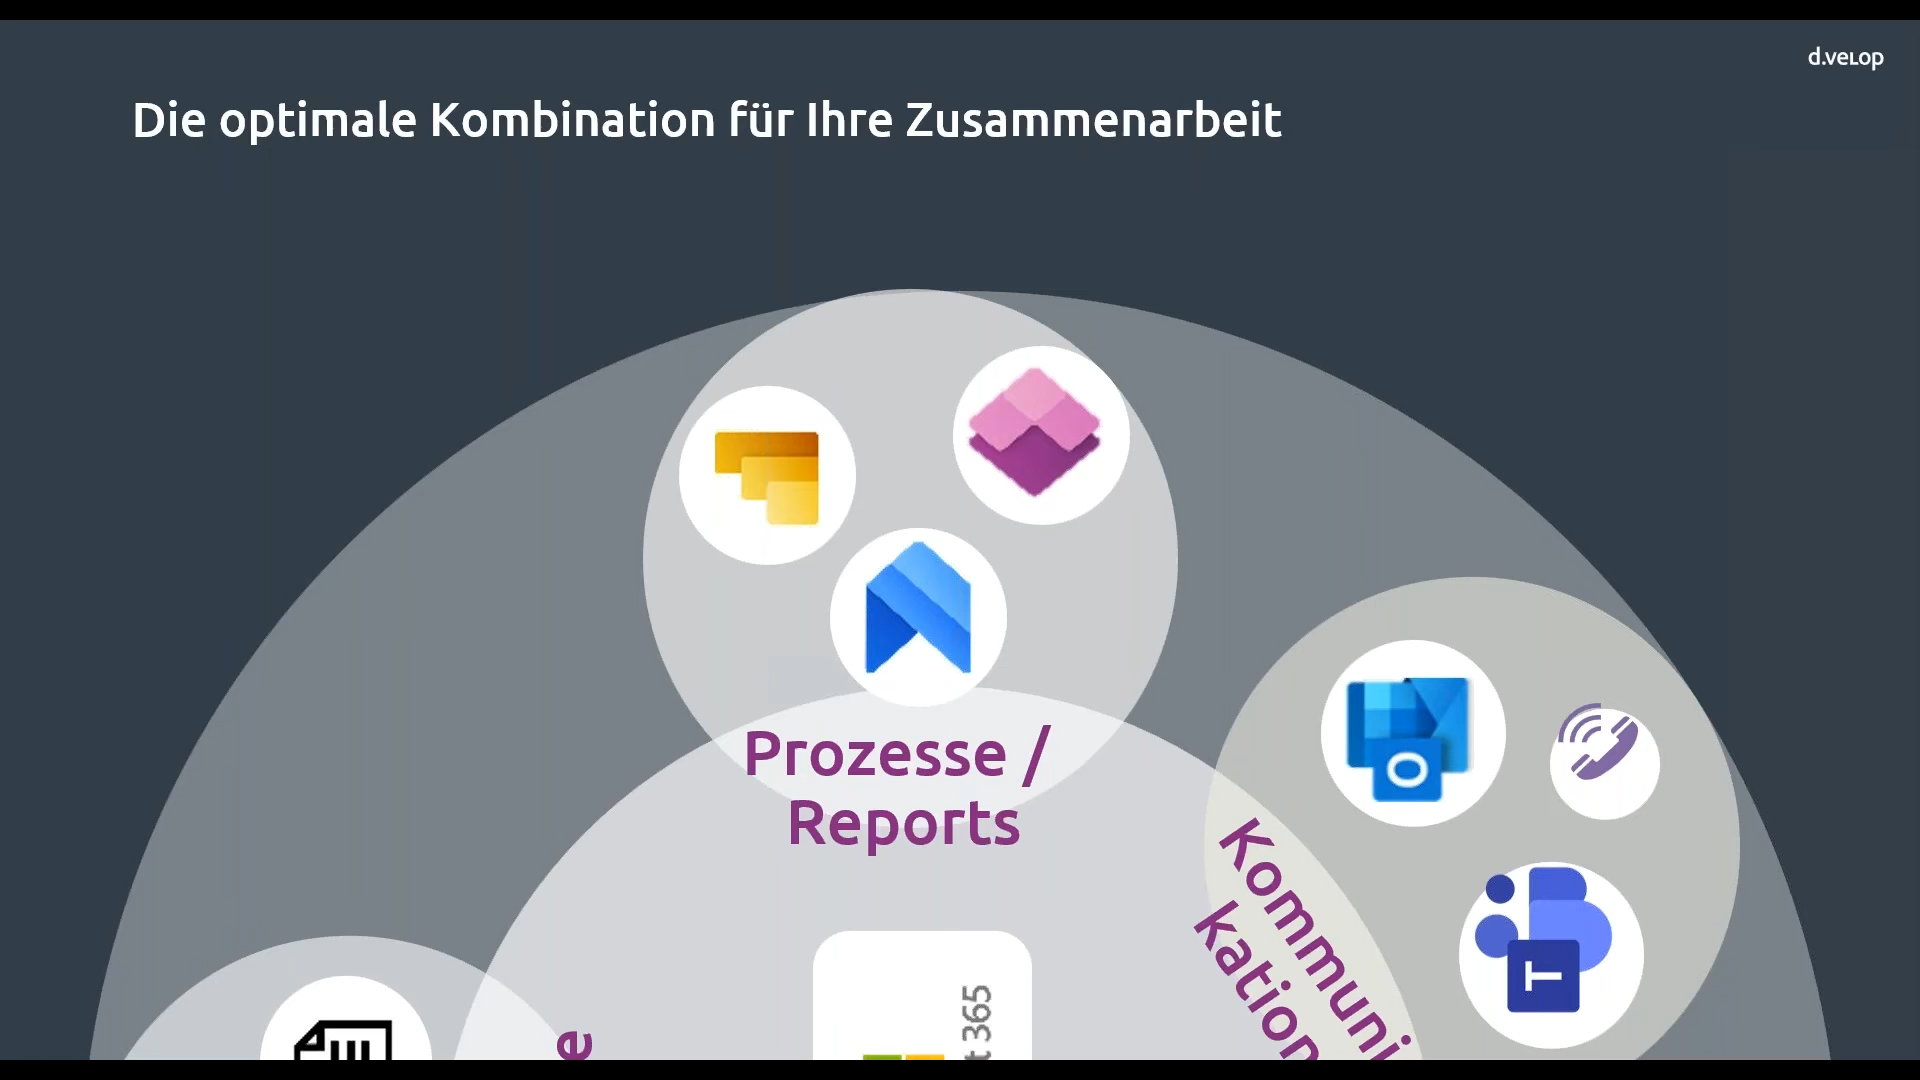 d.velop
Die optimale Kombination für Ihre Zusammenarbeit
Prozesse /
Reports
Kommuni
kation
O
T
t 365
e